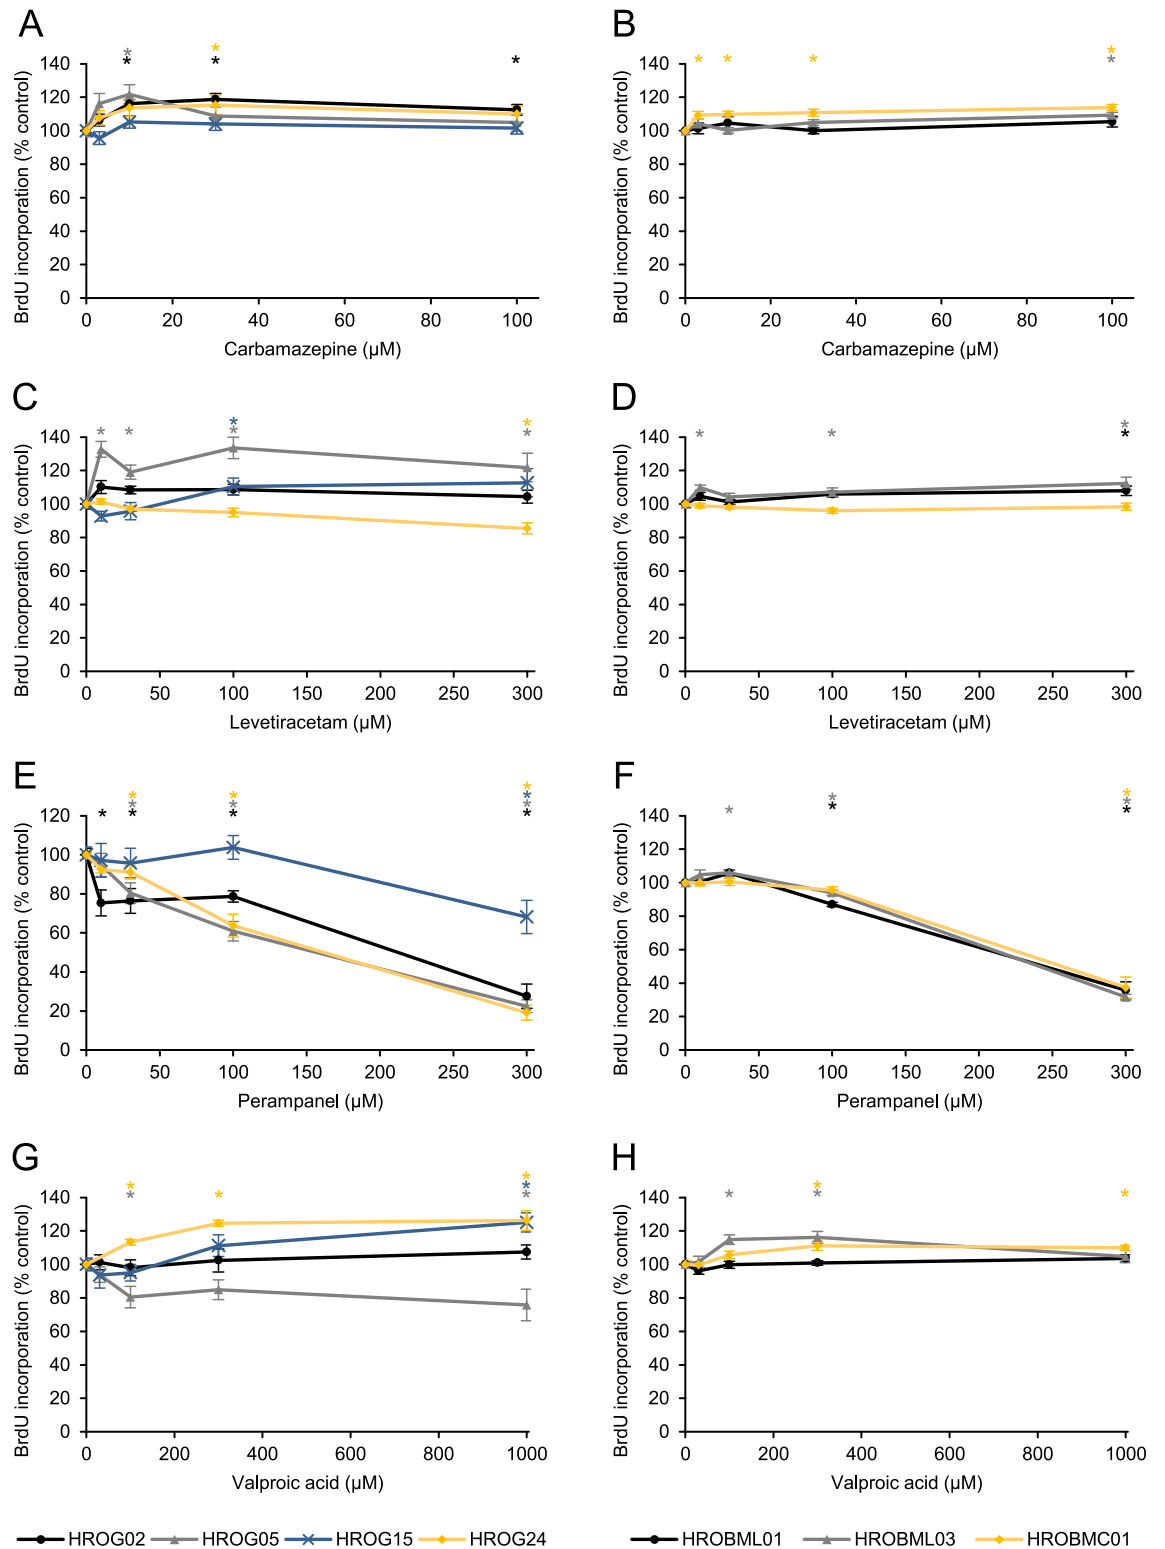 A
BrdU incorporation (% control)
140
120
100
80
60
40
20
0
* *
* *
*
0 20 40 60 80 100
Carbamazepine (µM)
B
BrdU incorporation (% control)
140
120
100
80
60
40
20
0
* * * *
*
0 20 40 60 80 100
Carbamazepine (µM)
C
BrdU incorporation (% control)
140
120
100
80
60
40
20
0
* * * *
* *
0 50 100 150 200 250 300
Levetiracetam (µM)
D
BrdU incorporation (% control)
140
120
100
80
60
40
20
0
* * *
*
0 50 100 150 200 250 300
Levetiracetam (µM)
E
BrdU incorporation (% control)
120
100
80
60
40
20
0
* * * *
* * *
* * *
*
0 50 100 150 200 250 300
Perampanel (µM)
F
BrdU incorporation (% control)
140
120
100
80
60
40
20
0
* * *
* *
*
0 50 100 150 200 250 300
Perampanel (µM)
G
BrdU incorporation (% control)
140
120
100
80
60
40
20
0
* * *
* *
*
0 200 400 600 800 1000
Valproic acid (µM)
H
BrdU incorporation (% control)
140
120
100
80
60
40
20
0
* * *
*
0 200 400 600 800 1000
Valproic acid (µM)
HROG02 HROG05 HROG15 HROG24
HROBML01 HROBML03 HROBMC01